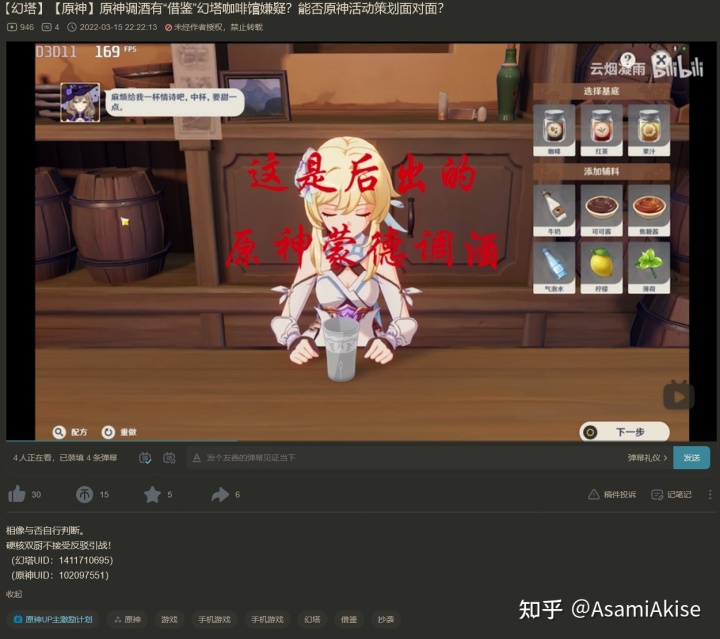 【幻塔】【原神】原神调酒有“借鉴”幻塔咖啡馆嫌疑？能否原神活动策划面对面？
946 4 2022-03-15 22:22:13 未经作者授权，禁止转载
D3D11 169 FPS
云烟凝雨 bilibili
麻烦给我一杯情诗吧，中杯，要甜一点。
选择基底
咖啡 红茶 果汁
添加辅料
牛奶 可可酱 焦糖酱
气泡水 柠檬 薄荷
这是后出的
原神蒙德调酒
配方 重做 下一步
4人正在看，已装填 4 条弹幕 发个友善的弹幕见证当下 弹幕礼仪 发送
30 15 5 6 稿件投诉 记笔记
相像与否自行判断。
硬核双厨不接受反驳引战！
（幻塔UID：1411710695）
（原神UID：102097551）
收起
原神UP主激励计划 原神 游戏 手机游戏 手机游戏 幻塔 借鉴 抄袭
知乎 @AsamiAkise